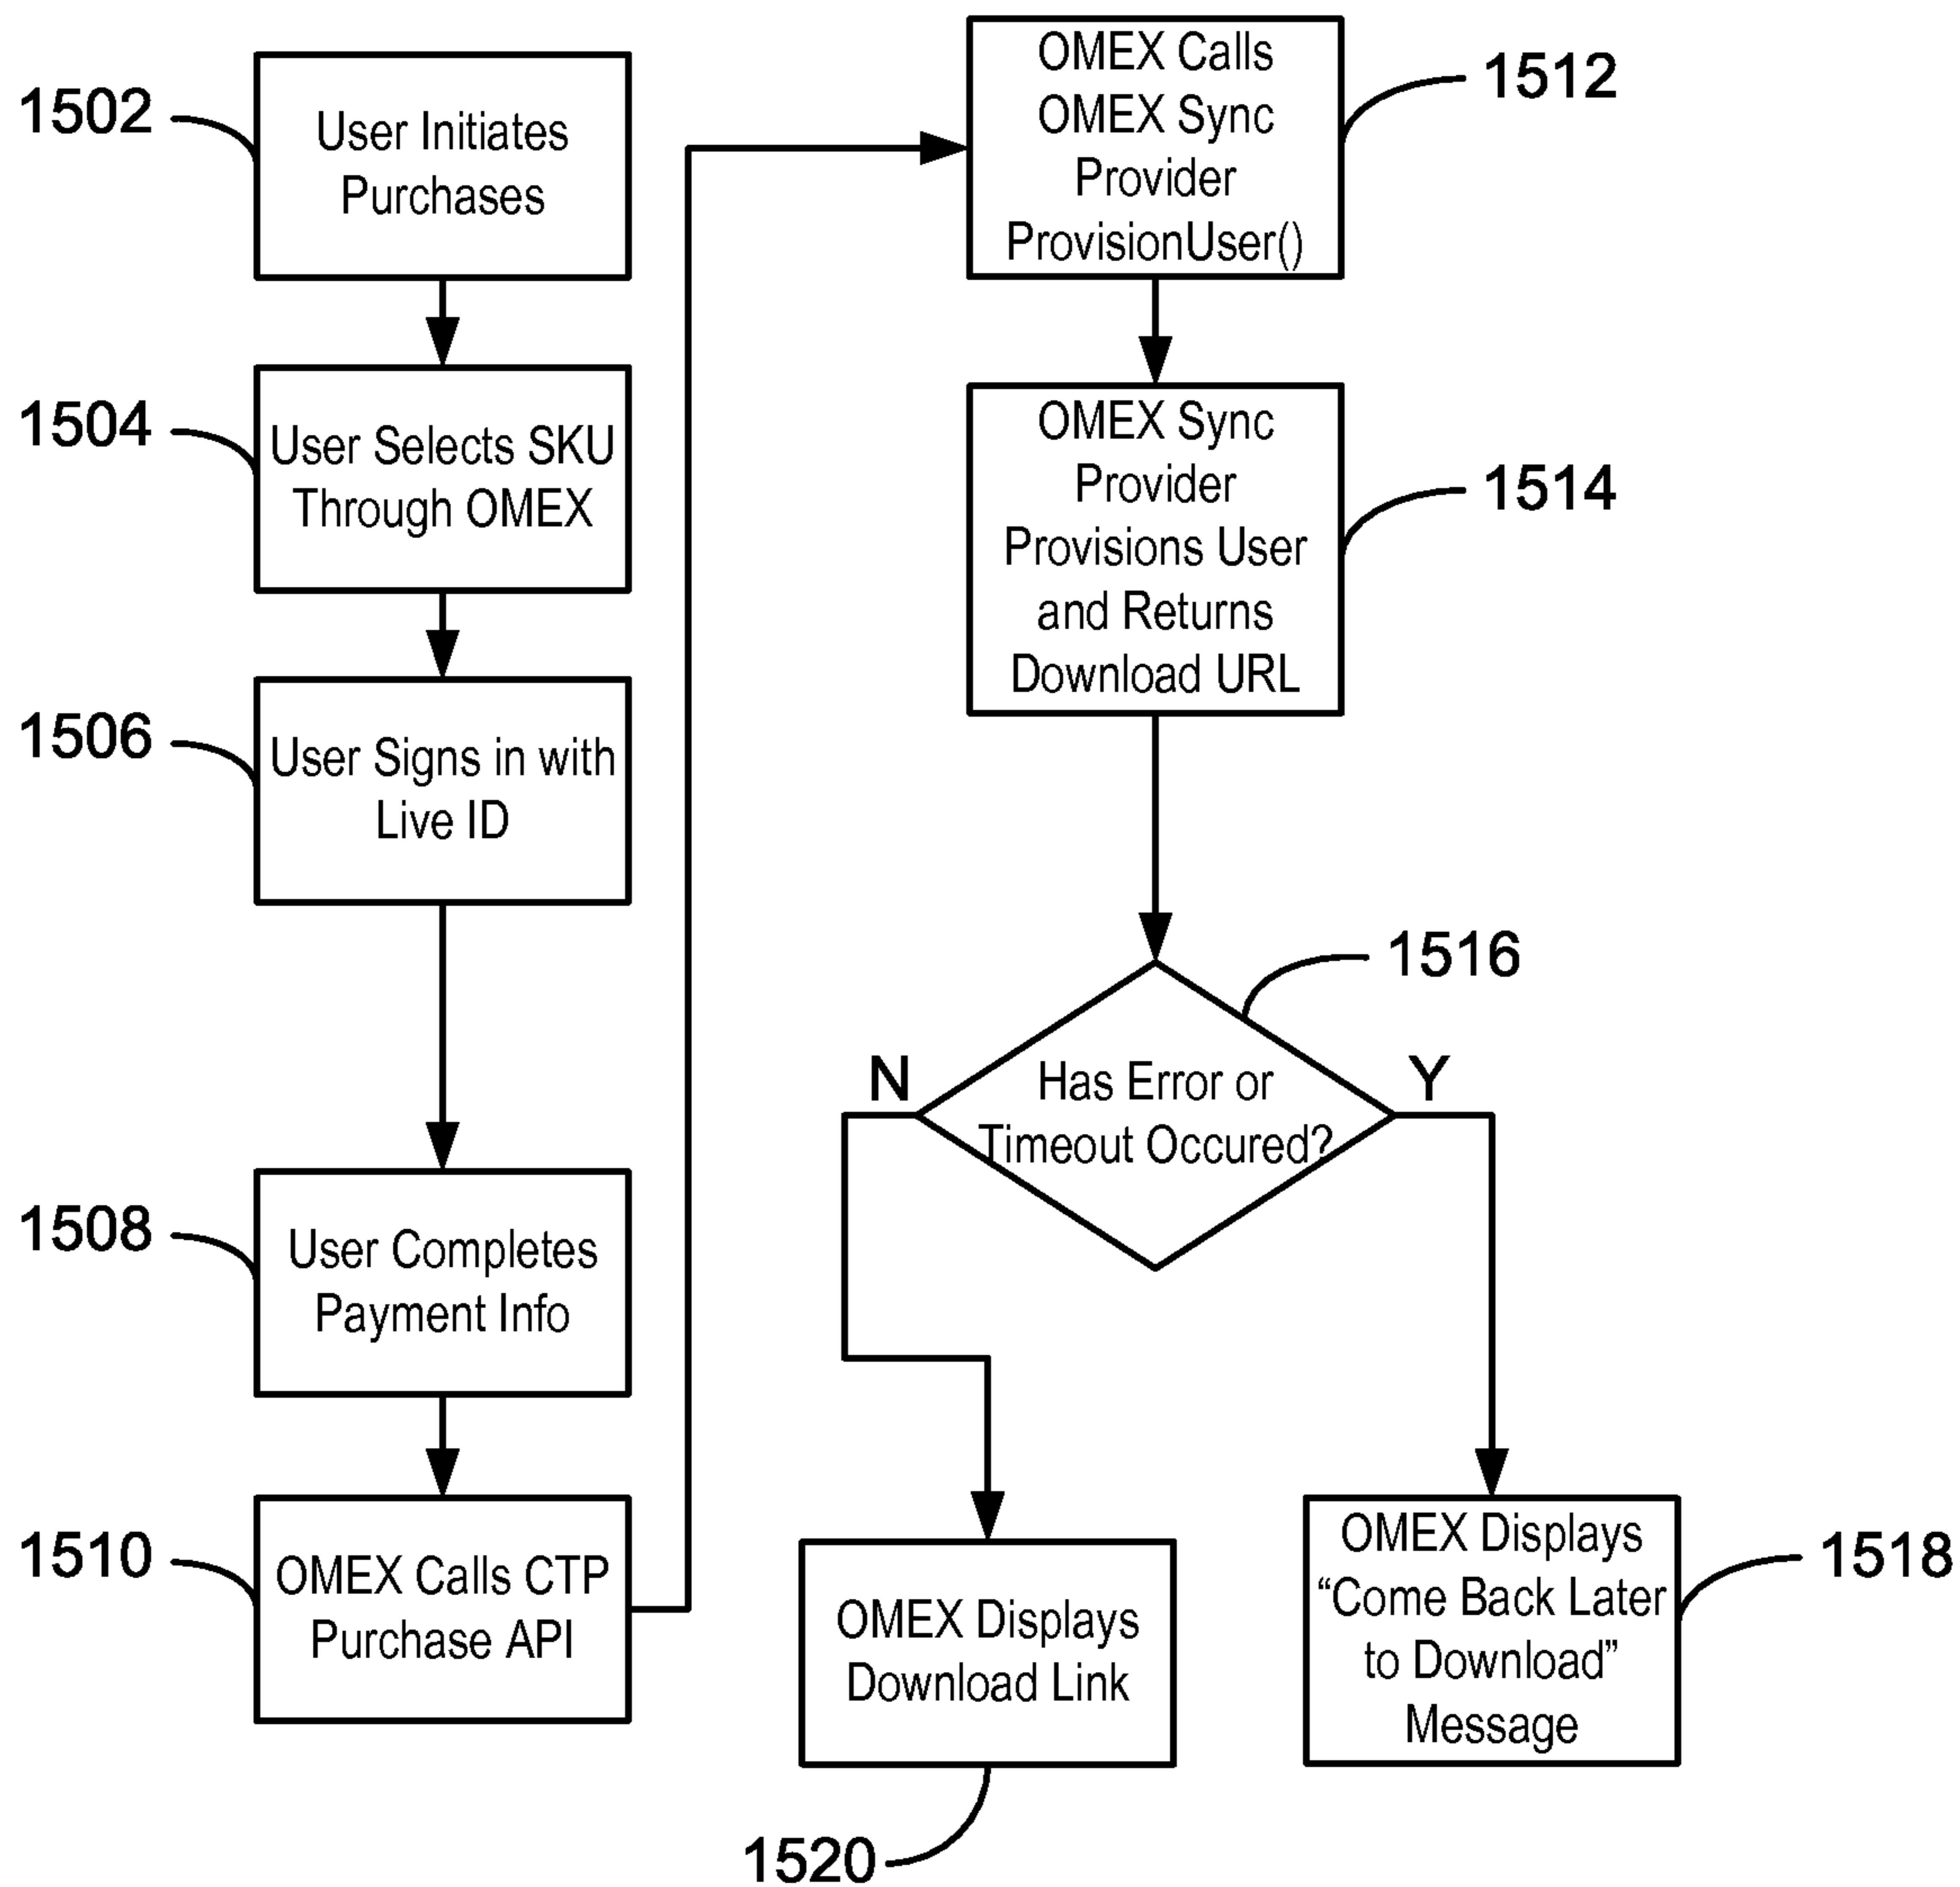 1502
User Initiates
Purchases
1504
User Selects SKU
Through OMEX
1506
User Signs in with
Live ID
1508
User Completes
Payment Info
1510
OMEX Calls CTP
Purchase API
OMEX Calls
OMEX Sync
Provider
ProvisionUser()
1512
OMEX Sync
Provider
Provisions User
and Returns
Download URL
1514
1516
N
Has Error or
Timeout Occured?
Y
OMEX Displays
Download Link
1520
OMEX Displays
“Come Back Later
to Download”
Message
1518